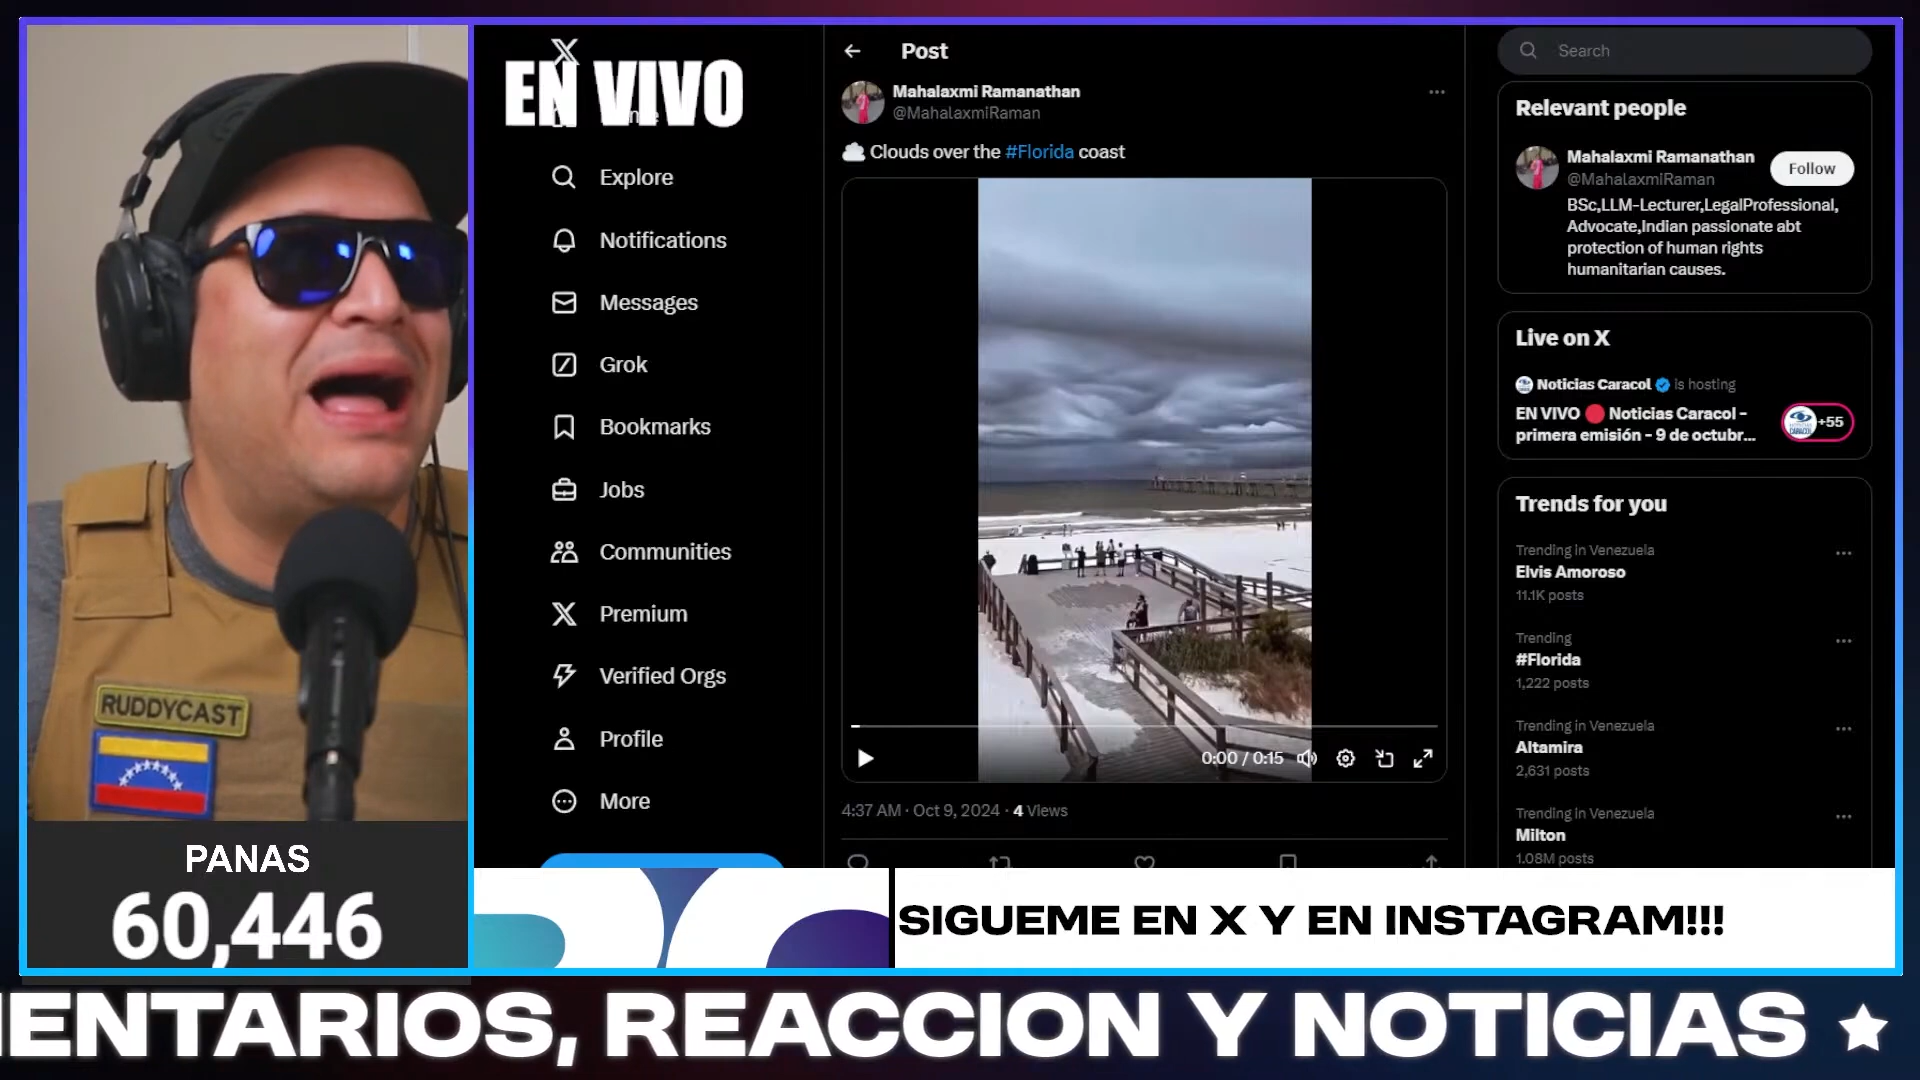 EN VIVO
Explore
Notifications
Messages
Grok
Bookmarks
Jobs
Communities
Premium
Verified Orgs
Profile
More
Post
Mahalaxmi Ramanathan
@MahalaxmiRaman
Clouds over the #Florida coast
0:00 / 0:15
4:37 AM · Oct 9, 2024 · 4 Views
Search
Relevant people
Mahalaxmi Ramanathan
@MahalaxmiRaman
Follow
BSc,LLM-Lecturer,LegalProfessional,
Advocate,Indian passionate abt
protection of human rights
humanitarian causes.
Live on X
Noticias Caracol is hosting
EN VIVO 🔴 Noticias Caracol -
primera emisión - 9 de octubr...
+55
Trends for you
Trending in Venezuela
Elvis Amoroso
11.1K posts
Trending
#Florida
1,222 posts
Trending in Venezuela
Altamira
2,631 posts
Trending in Venezuela
Milton
1.08M posts
RUDDYCAST
PANAS
60,446
SIGUEME EN X Y EN INSTAGRAM!!!
ENTARIOS, REACCION Y NOTICIAS